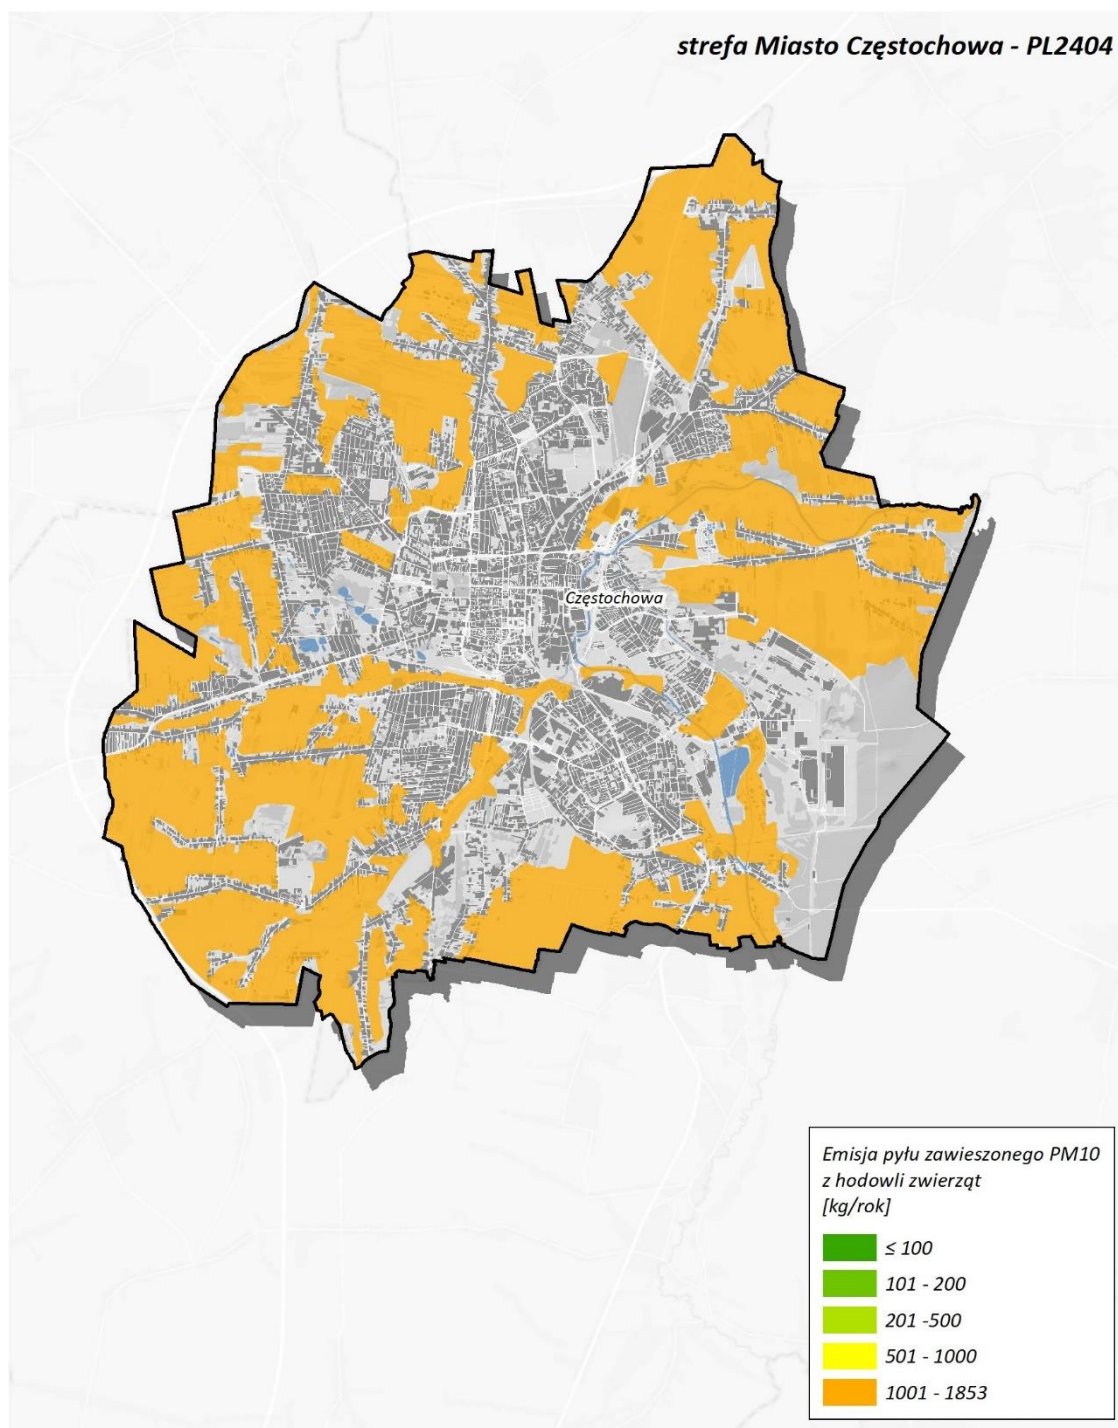 strefa Miasto Częstochowa - PL2404
Częstochowa
Emisja pyłu zawieszonego PM10
z hodowli zwierząt
[kg/rok]
≤ 100
101 - 200
201 -500
501 - 1000
1001 - 1853